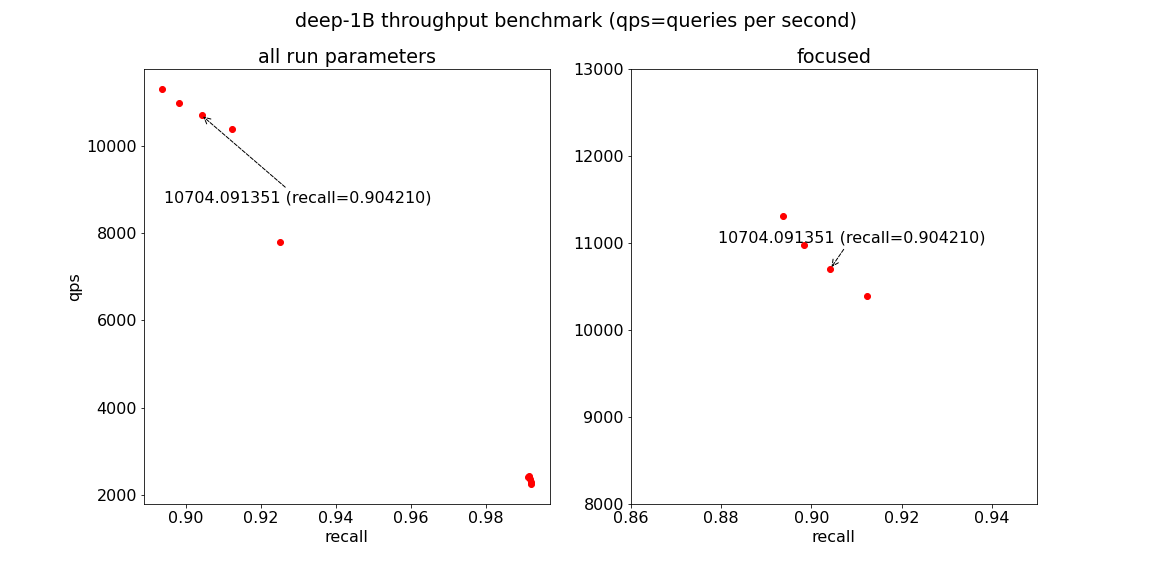 deep-1B throughput benchmark (qps=queries per second)
all run parameters
10000
8000
6000
4000
2000
qps
10704.091351 (recall=0.904210)
0.90 0.92 0.94 0.96 0.98
recall
focused
13000
12000
11000
10000
9000
8000
10704.091351 (recall=0.904210)
0.86 0.88 0.90 0.92 0.94
recall